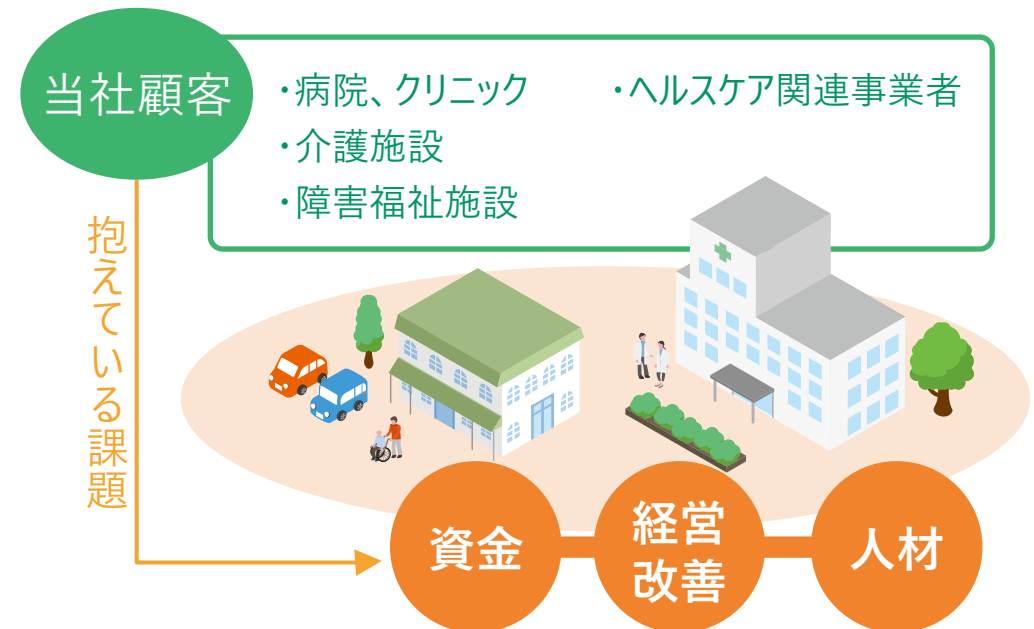 当社顧客
・病院、クリニック
・ヘルスケア関連事業者
・介護施設
・障害福祉施設
抱えている課題
資金
経営
改善
人材